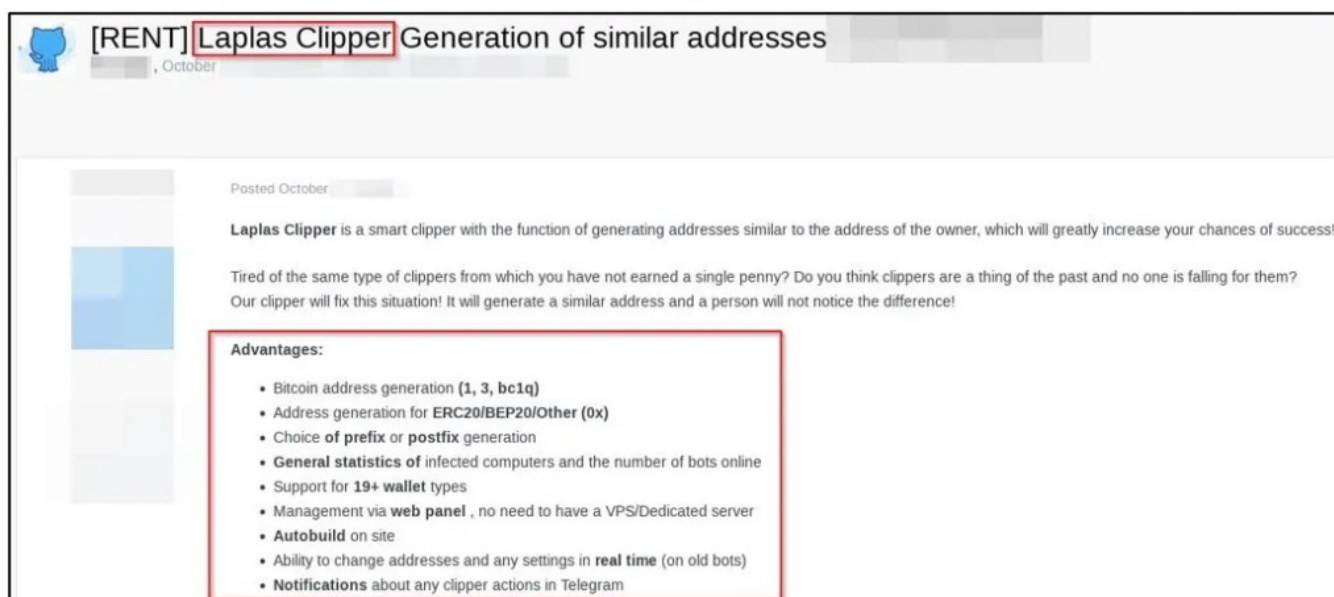 [RENT] Laplas Clipper Generation of similar addresses
, October
Posted October
Laplas Clipper is a smart clipper with the function of generating addresses similar to the address of the owner, which will greatly increase your chances of success!
Tired of the same type of clippers from which you have not earned a single penny? Do you think clippers are a thing of the past and no one is falling for them?
Our clipper will fix this situation! It will generate a similar address and a person will not notice the difference!
Advantages:
• Bitcoin address generation (1, 3, bc1q)
• Address generation for ERC20/BEP20/Other (0x)
• Choice of prefix or postfix generation
• General statistics of infected computers and the number of bots online
• Support for 19+ wallet types
• Management via web panel , no need to have a VPS/Dedicated server
• Autobuild on site
• Ability to change addresses and any settings in real time (on old bots)
• Notifications about any clipper actions in Telegram